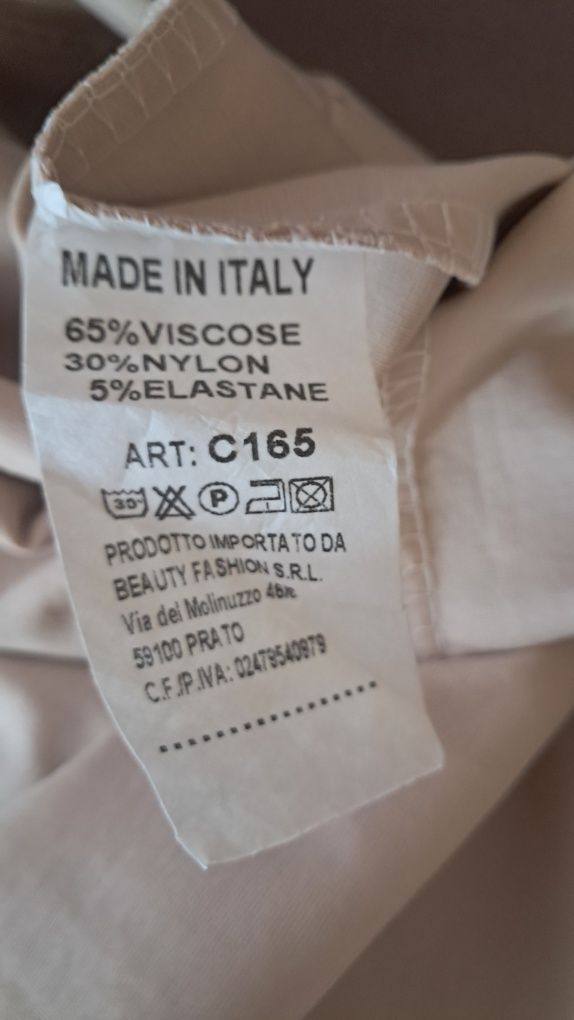 MADE IN ITALY
65%VISCOSE
30%NYLON
5%ELASTANE
ART: C165
30° P
PRODOTTO IMPORTATO DA
BEAUTY FASHION S.R.L.
Via dei Molinuzzo
59100 PRATO
C.F./P.IVA: 02479540979